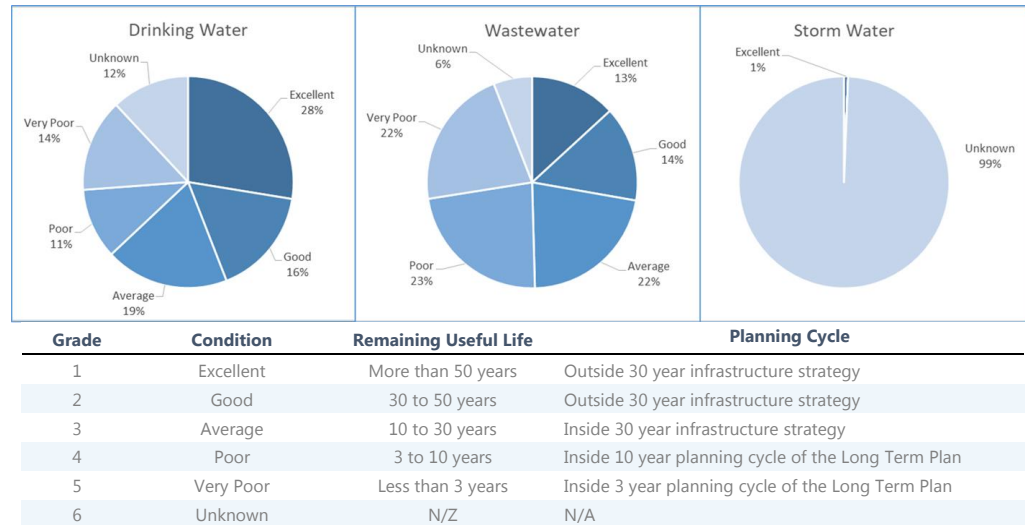 Drinking Water
Unknown
12%
Excellent
28%
Very Poor
14%
Poor
11%
Good
16%
Average
19%
Wastewater
Unknown
6%
Excellent
13%
Very Poor
22%
Good
14%
Poor
23%
Average
22%
Storm Water
Excellent
1%
Unknown
99%
Grade Condition Remaining Useful Life Planning Cycle
1 Excellent More than 50 years Outside 30 year infrastructure strategy
2 Good 30 to 50 years Outside 30 year infrastructure strategy
3 Average 10 to 30 years Inside 30 year infrastructure strategy
4 Poor 3 to 10 years Inside 10 year planning cycle of the Long Term Plan
5 Very Poor Less than 3 years Inside 3 year planning cycle of the Long Term Plan
6 Unknown N/Z N/A